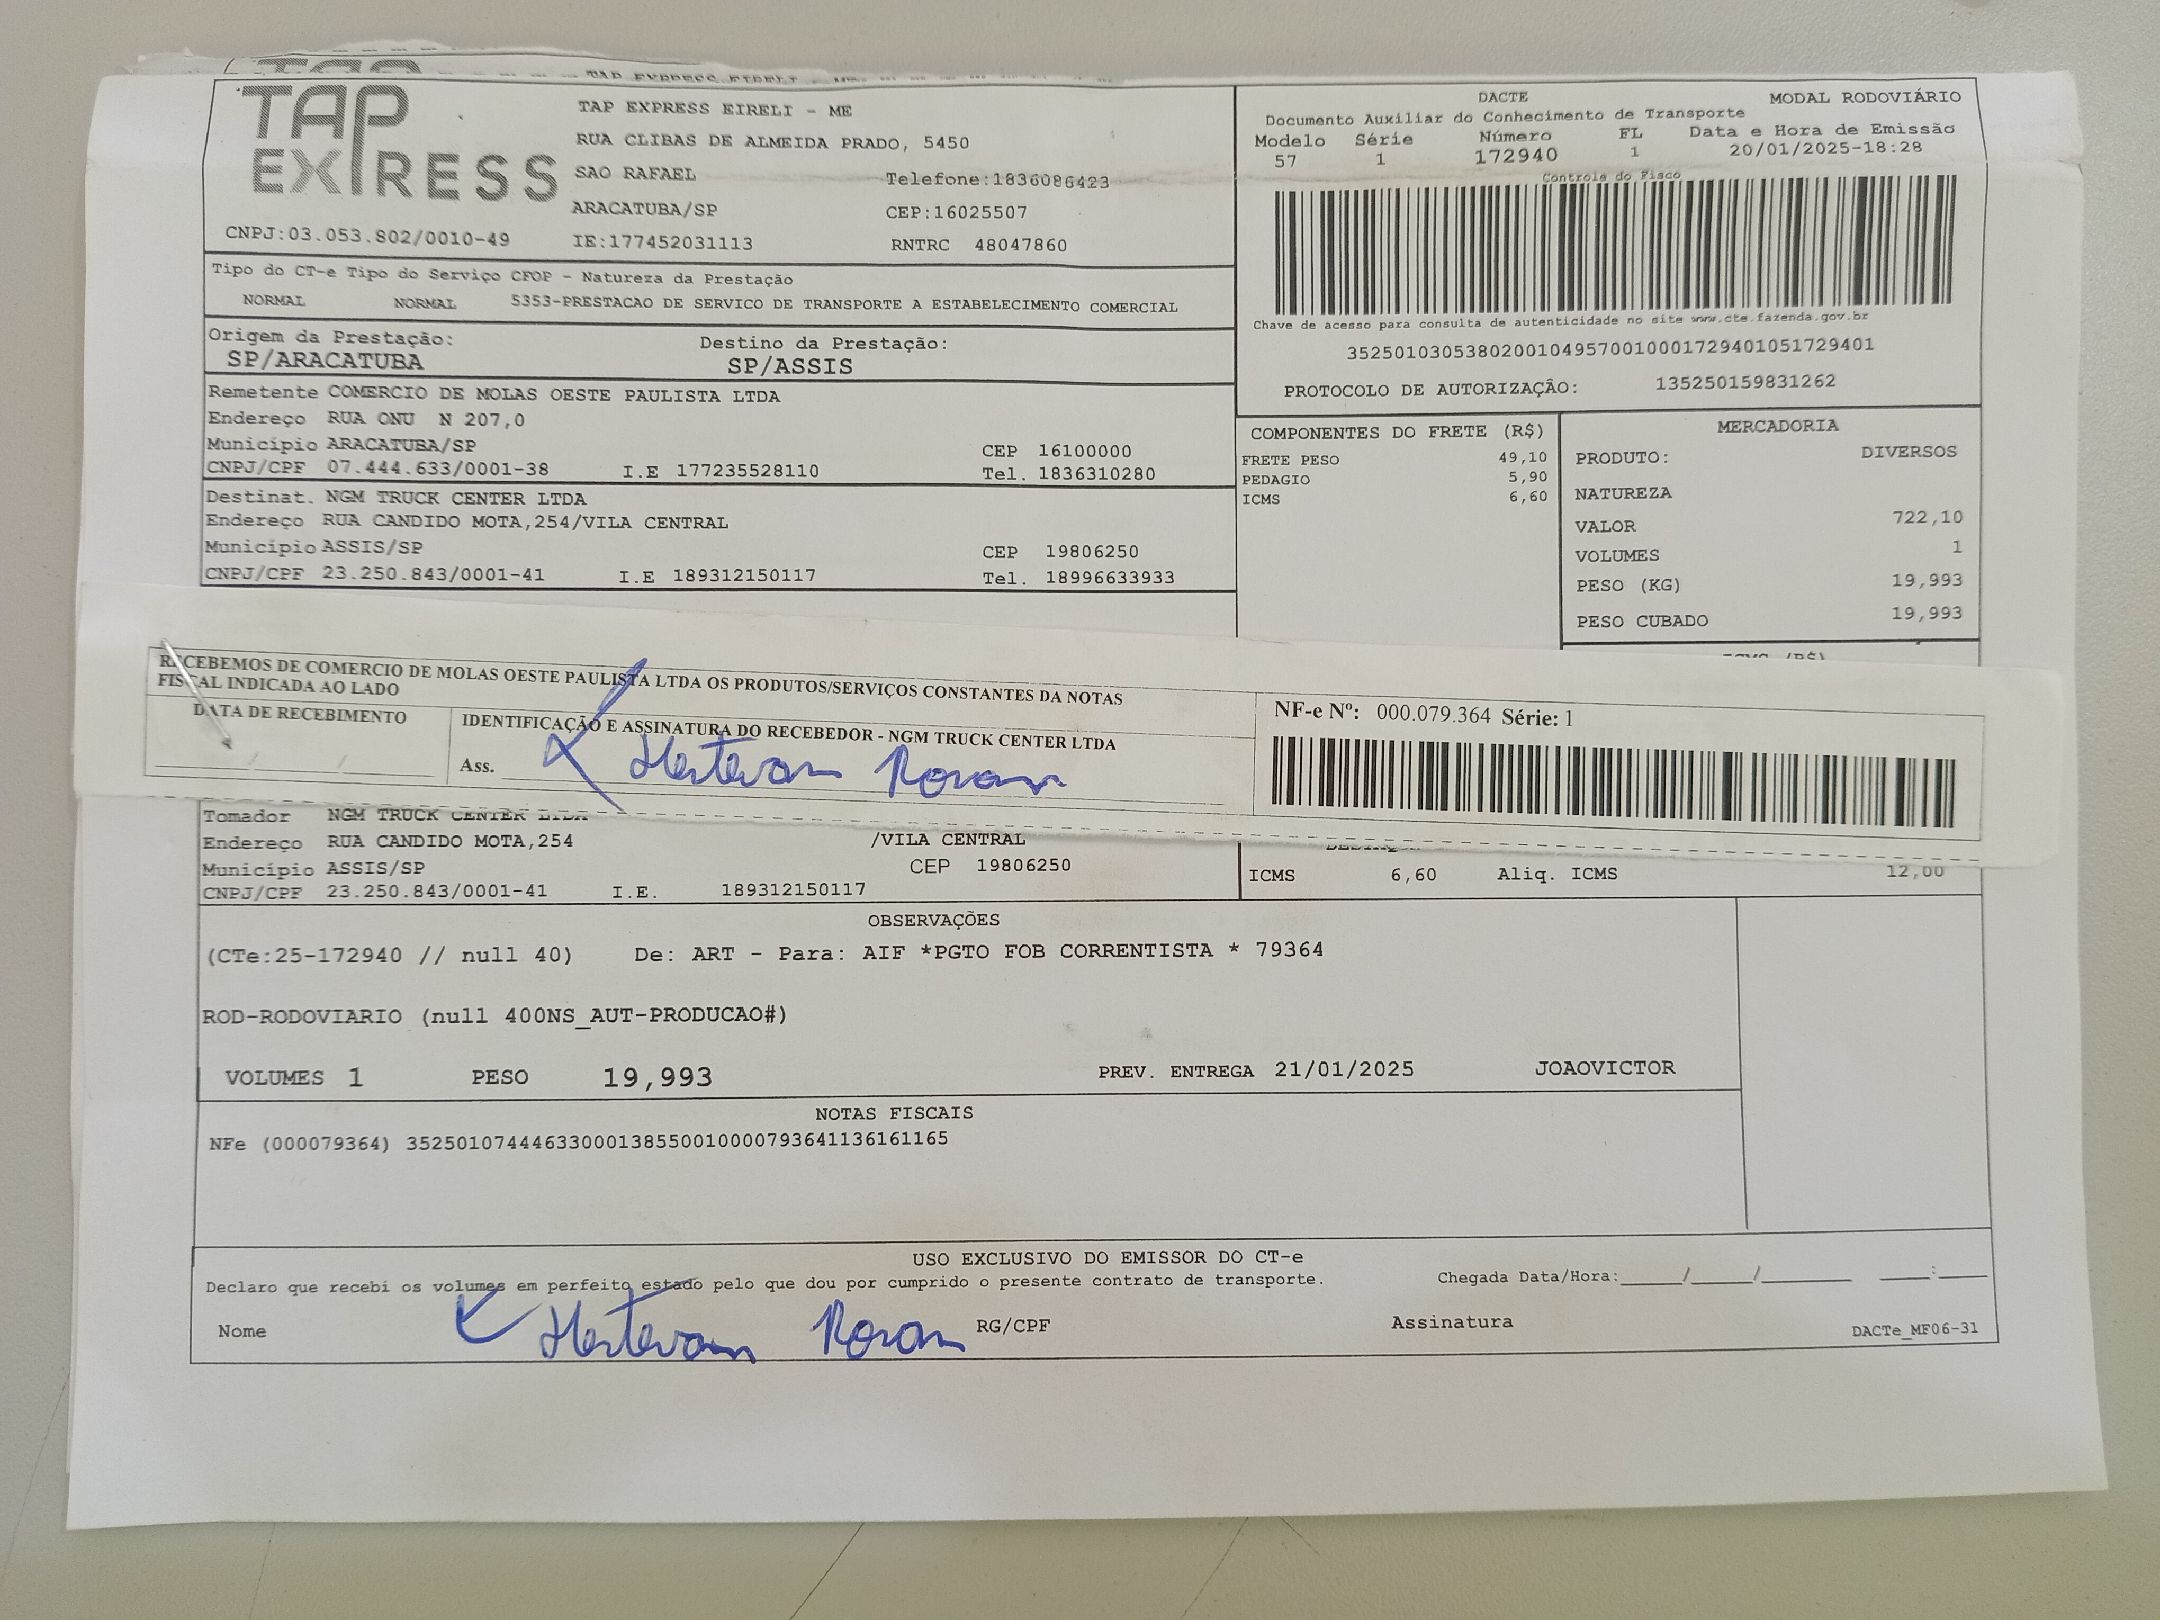 TAP EXPRESS EIRELI - ME
TAP
EXPRESS
TAP EXPRESS EIRELI - ME
RUA CLIBAS DE ALMEIDA PRADO, 5450
SAO RAFAEL Telefone:1836086423
ARACATUBA/SP CEP:16025507
CNPJ:03.053.802/0010-49 IE:177452031113 RNTRC 48047860
DACTE MODAL RODOVIÁRIO
Documento Auxiliar do Conhecimento de Transporte
Modelo Série Número FL Data e Hora de Emissão
57 1 172940 1 20/01/2025-18:28
Controle do Fisco
Chave de acesso para consulta de autenticidade no site www.cte.fazenda.gov.br
35250103053802001049570010001729401051729401
PROTOCOLO DE AUTORIZAÇÃO: 135250159831262
Tipo do CT-e Tipo do Serviço CFOP - Natureza da Prestação
NORMAL NORMAL 5353-PRESTACAO DE SERVICO DE TRANSPORTE A ESTABELECIMENTO COMERCIAL
Origem da Prestação: Destino da Prestação:
SP/ARACATUBA SP/ASSIS
Remetente COMERCIO DE MOLAS OESTE PAULISTA LTDA
Endereço RUA ONU N 207,0
Município ARACATUBA/SP CEP 16100000
CNPJ/CPF 07.444.633/0001-38 I.E 177235528110 Tel. 1836310280
Destinat. NGM TRUCK CENTER LTDA
Endereço RUA CANDIDO MOTA,254/VILA CENTRAL
Município ASSIS/SP CEP 19806250
CNPJ/CPF 23.250.843/0001-41 I.E 189312150117 Tel. 18996633933
COMPONENTES DO FRETE (R$)
FRETE PESO 49,10
PEDAGIO 5,90
ICMS 6,60
MERCADORIA
PRODUTO: DIVERSOS
NATUREZA
VALOR 722,10
VOLUMES 1
PESO (KG) 19,993
PESO CUBADO 19,993
RECEBEMOS DE COMERCIO DE MOLAS OESTE PAULISTA LTDA OS PRODUTOS/SERVIÇOS CONSTANTES DA NOTAS
FISCAL INDICADA AO LADO
DATA DE RECEBIMENTO IDENTIFICAÇÃO E ASSINATURA DO RECEBEDOR - NGM TRUCK CENTER LTDA
Ass.
NF-e Nº: 000.079.364 Série: 1
Tomador NGM TRUCK CENTER LTDA
Endereço RUA CANDIDO MOTA,254 /VILA CENTRAL
Município ASSIS/SP CEP 19806250
CNPJ/CPF 23.250.843/0001-41 I.E. 189312150117
ICMS 6,60 Aliq. ICMS 12,00
OBSERVAÇÕES
(CTe:25-172940 // null 40) De: ART - Para: AIF *PGTO FOB CORRENTISTA * 79364
ROD-RODOVIARIO (null 400NS_AUT-PRODUCAO#)
VOLUMES 1 PESO 19,993 PREV. ENTREGA 21/01/2025 JOAOVICTOR
NOTAS FISCAIS
NFe (000079364) 35250107444633000138550010000793641136161165
USO EXCLUSIVO DO EMISSOR DO CT-e
Declaro que recebi os volumes em perfeito estado pelo que dou por cumprido o presente contrato de transporte. Chegada Data/Hora:____/____/______ ___:___
Nome RG/CPF Assinatura DACTe_MF06-31